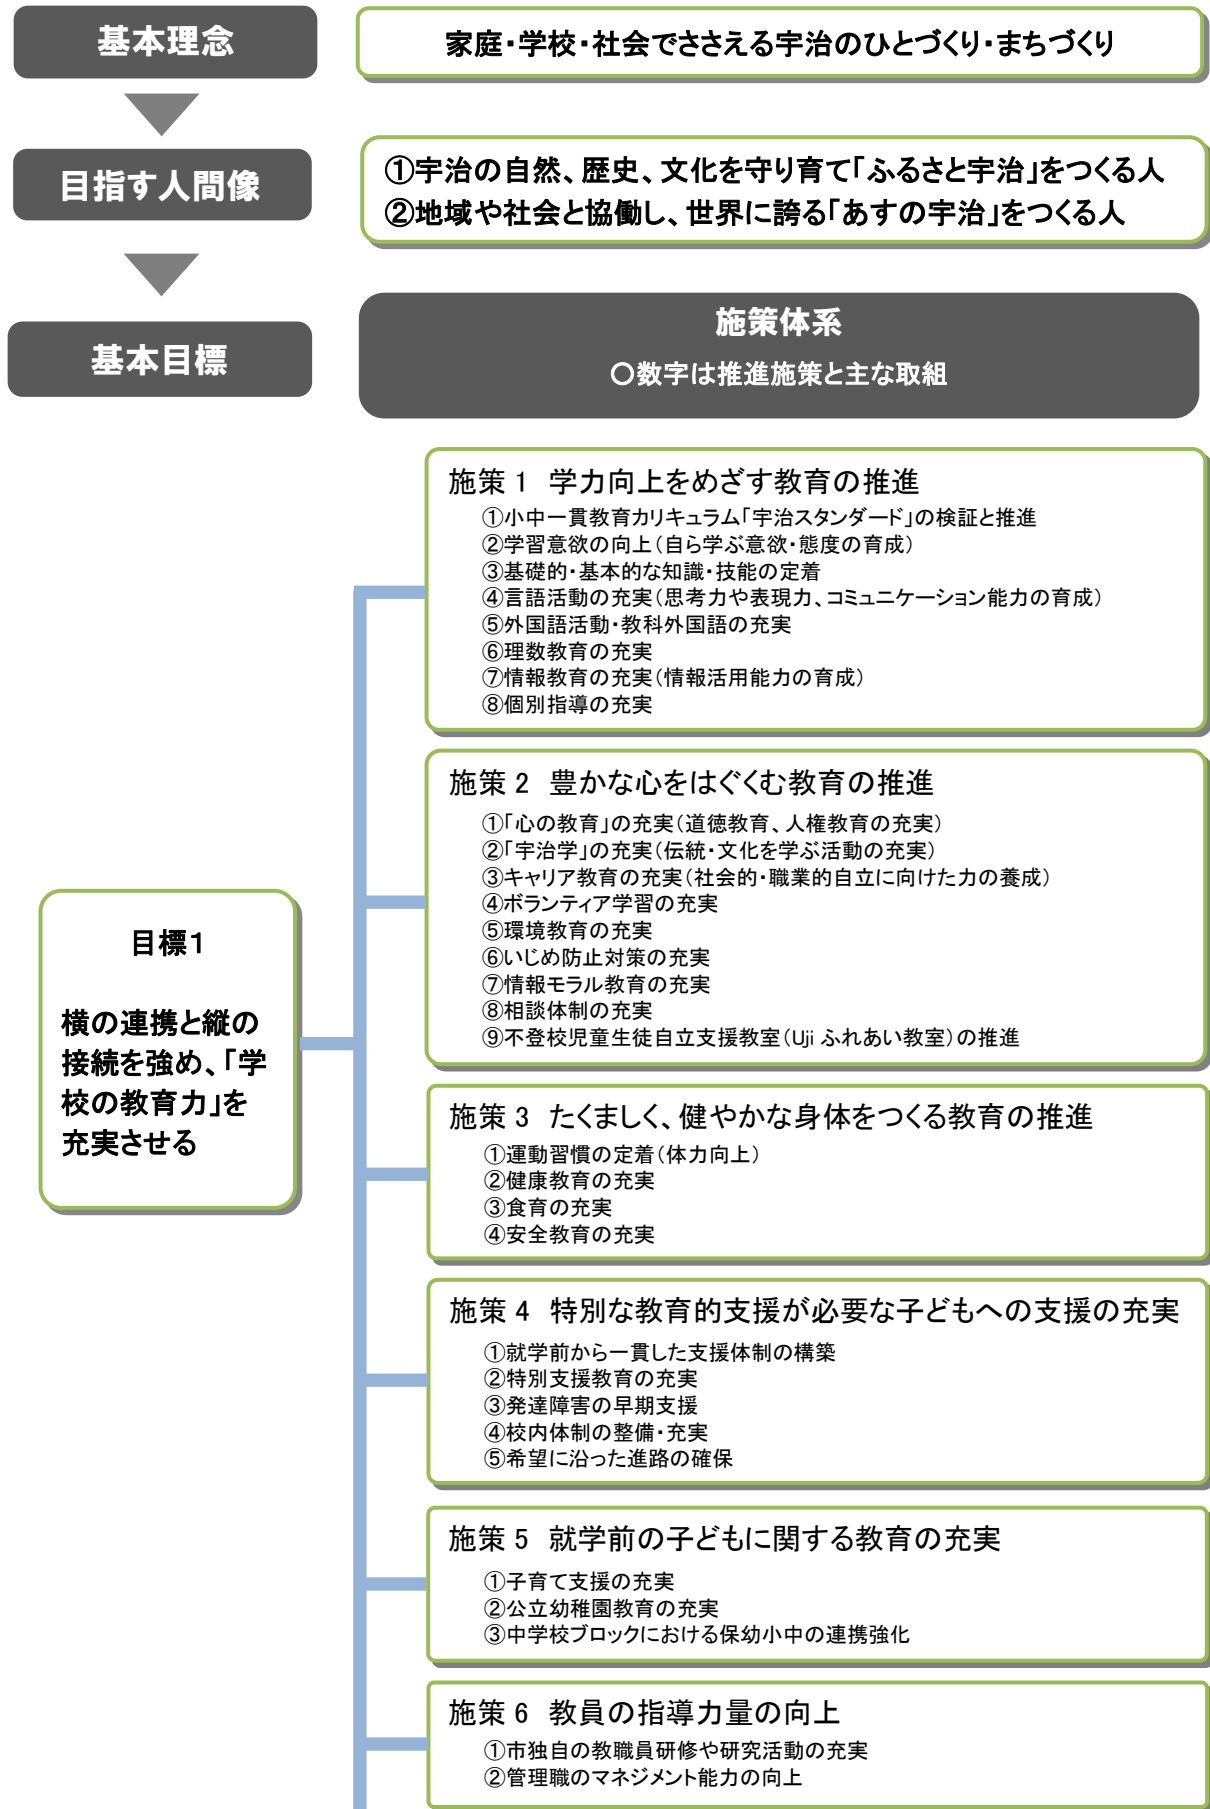 基本理念
家庭・学校・社会でささえる宇治のひとづくり・まちづくり
目指す人間像
①宇治の自然、歴史、文化を守り育て「ふるさと宇治」をつくる人
②地域や社会と協働し、世界に誇る「あすの宇治」をつくる人
基本目標
施策体系
○数字は推進施策と主な取組
目標1
横の連携と縦の
接続を強め、「学
校の教育力」を
充実させる
施策 1 学力向上をめざす教育の推進
①小中一貫教育カリキュラム「宇治スタンダード」の検証と推進
②学習意欲の向上(自ら学ぶ意欲・態度の育成)
③基礎的・基本的な知識・技能の定着
④言語活動の充実(思考力や表現力、コミュニケーション能力の育成)
⑤外国語活動・教科外国語の充実
⑥理数教育の充実
⑦情報教育の充実(情報活用能力の育成)
⑧個別指導の充実
施策 2 豊かな心をはぐくむ教育の推進
①「心の教育」の充実(道徳教育、人権教育の充実)
②「宇治学」の充実(伝統・文化を学ぶ活動の充実)
③キャリア教育の充実(社会的・職業的自立に向けた力の養成)
④ボランティア学習の充実
⑤環境教育の充実
⑥いじめ防止対策の充実
⑦情報モラル教育の充実
⑧相談体制の充実
⑨不登校児童生徒自立支援教室(Uji ふれあい教室)の推進
施策 3 たくましく、健やかな身体をつくる教育の推進
①運動習慣の定着(体力向上)
②健康教育の充実
③食育の充実
④安全教育の充実
施策 4 特別な教育的支援が必要な子どもへの支援の充実
①就学前から一貫した支援体制の構築
②特別支援教育の充実
③発達障害の早期支援
④校内体制の整備・充実
⑤希望に沿った進路の確保
施策 5 就学前の子どもに関する教育の充実
①子育て支援の充実
②公立幼稚園教育の充実
③中学校ブロックにおける保幼小中の連携強化
施策 6 教員の指導力量の向上
①市独自の教職員研修や研究活動の充実
②管理職のマネジメント能力の向上